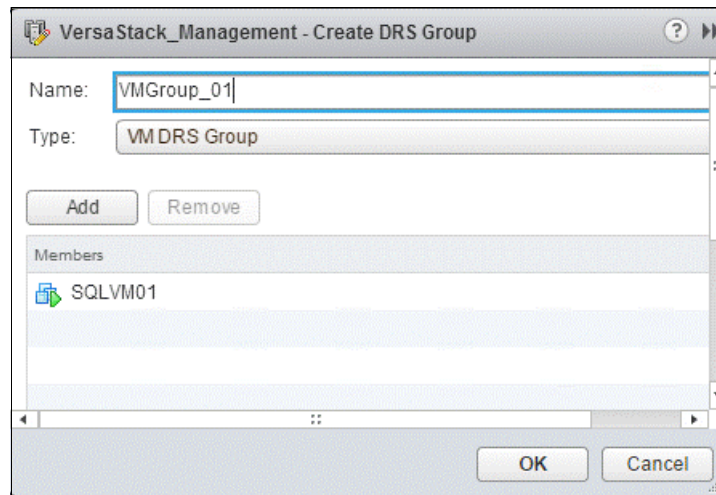 VersaStack_Management - Create DRS Group ?
Name: VMGroup_01
Type: VM DRS Group
Add Remove
Members
SQLVM01
OK Cancel